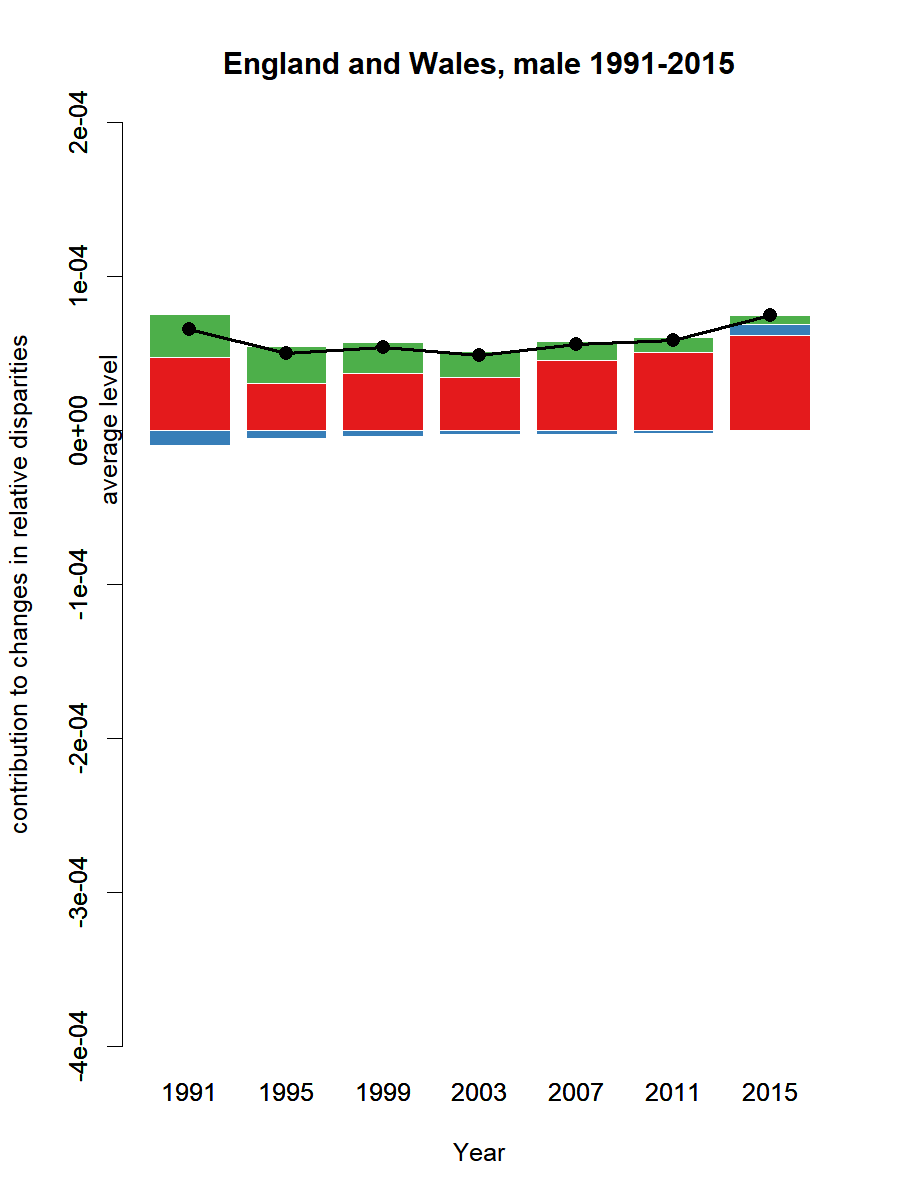 England and Wales, male 1991-2015
contribution to changes in relative disparities
average level
2e-04
1e-04
0e+00
-1e-04
-2e-04
-3e-04
-4e-04
1991 1995 1999 2003 2007 2011 2015
Year